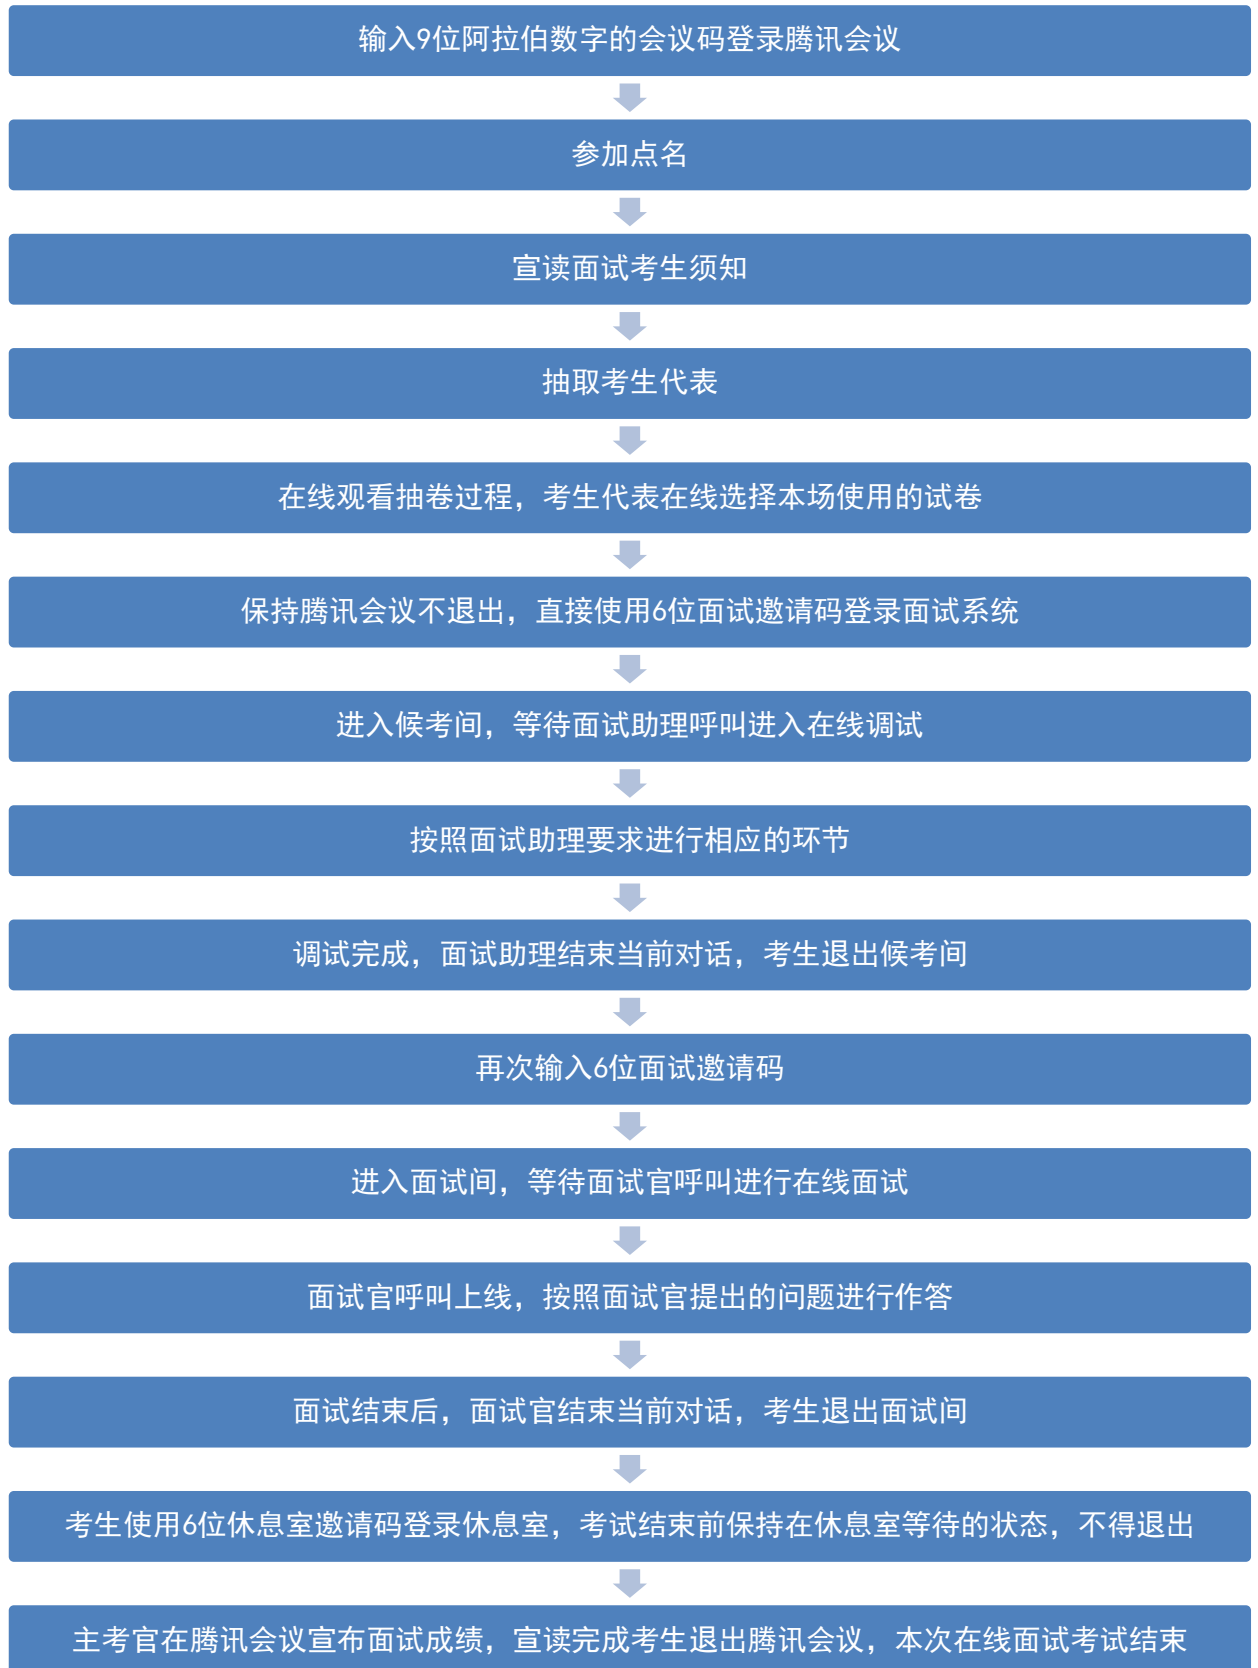 输入9位阿拉伯数字的会议码登录腾讯会议
参加点名
宣读面试考生须知
抽取考生代表
在线观看抽卷过程，考生代表在线选择本场使用的试卷
保持腾讯会议不退出，直接使用6位面试邀请码登录面试系统
进入候考间，等待面试助理呼叫进入在线调试
按照面试助理要求进行相应的环节
调试完成，面试助理结束当前对话，考生退出候考间
再次输入6位面试邀请码
进入面试间，等待面试官呼叫进行在线面试
面试官呼叫上线，按照面试官提出的问题进行作答
面试结束后，面试官结束当前对话，考生退出面试间
考生使用6位休息室邀请码登录休息室，考试结束前保持在休息室等待的状态，不得退出
主考官在腾讯会议宣布面试成绩，宣读完成考生退出腾讯会议，本次在线面试考试结束